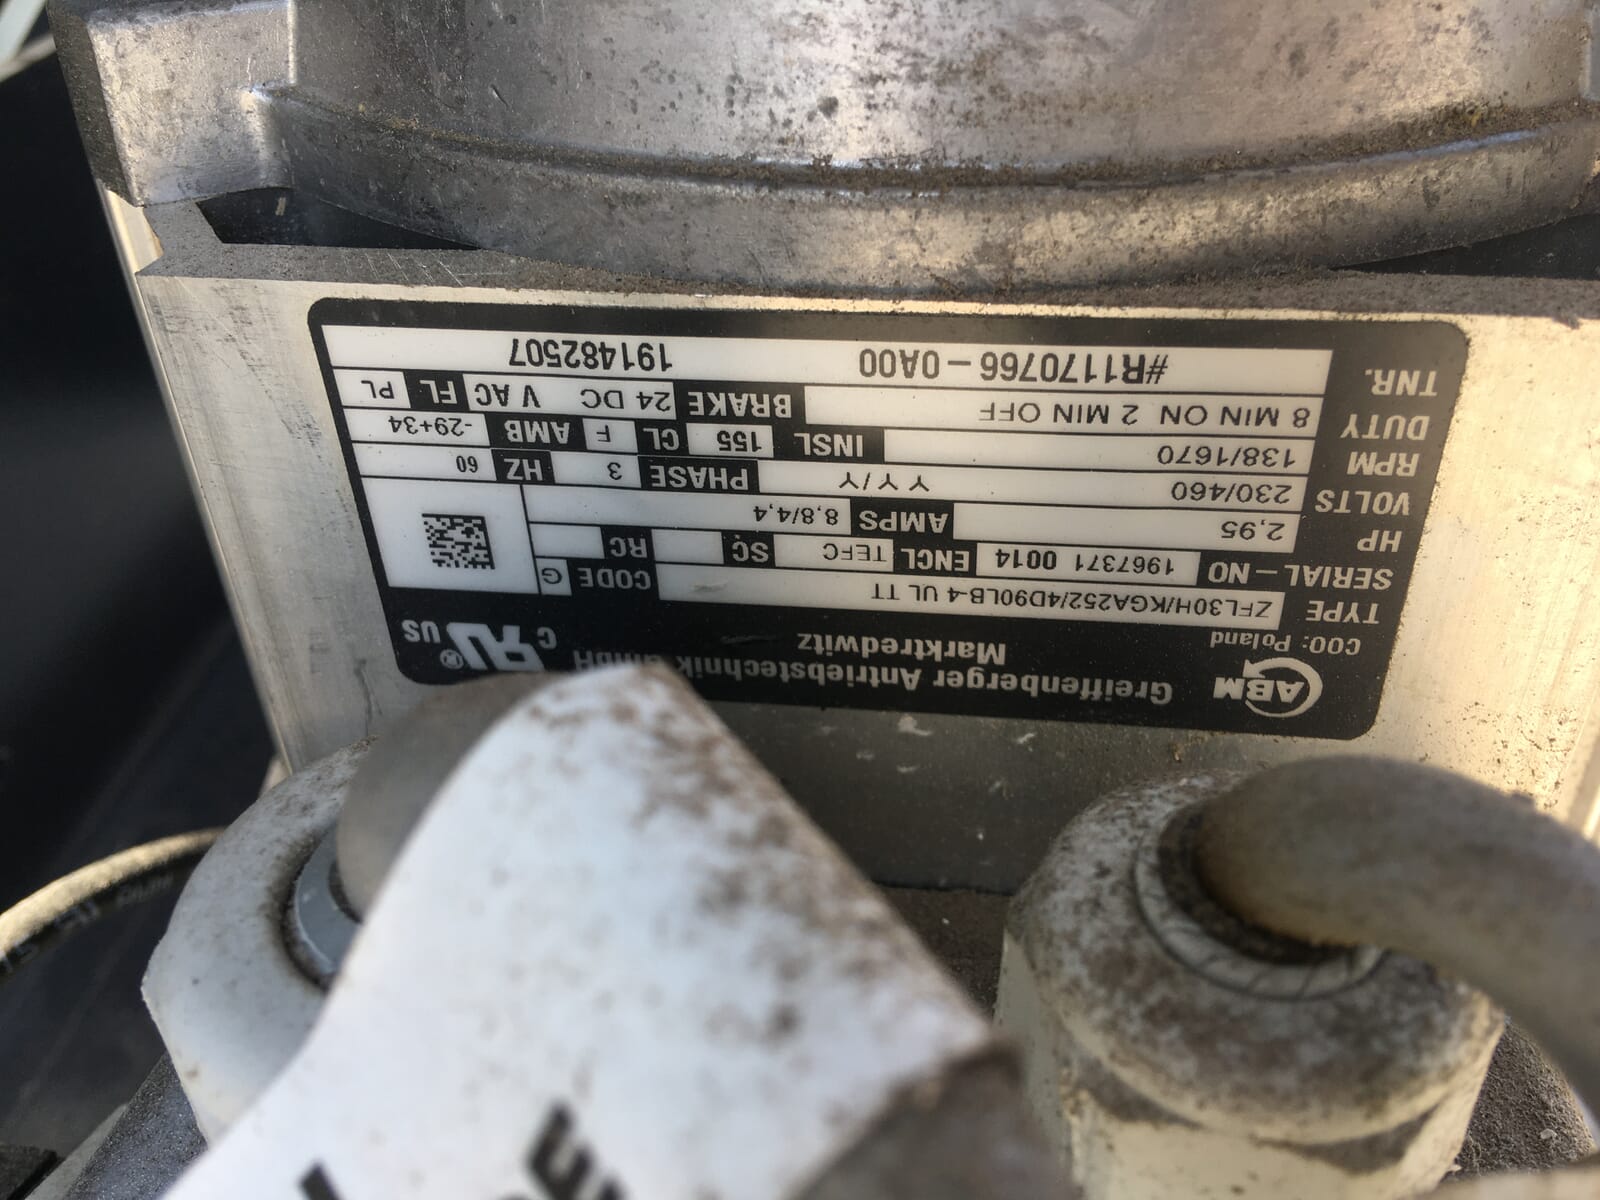 ABM Greiffenberger Antriebstechnik GmbH
COO: Poland Marktredwitz C US ®
TYPE ZFL30H/KGA252/4D90LB-4 UL TT CODE G
SERIAL-NO 1967371 0014 ENCL TEFC SC RC
HP 2,95 AMPS 8,8/4,4
VOLTS 230/460 YY/Y PHASE 3 HZ 60
RPM 138/1670 INSL 155 CL F AMB -29+34
DUTY 8 MIN ON 2 MIN OFF BRAKE 24 DC V AC FL PL
TNR. #R1170766-0A00 191482507